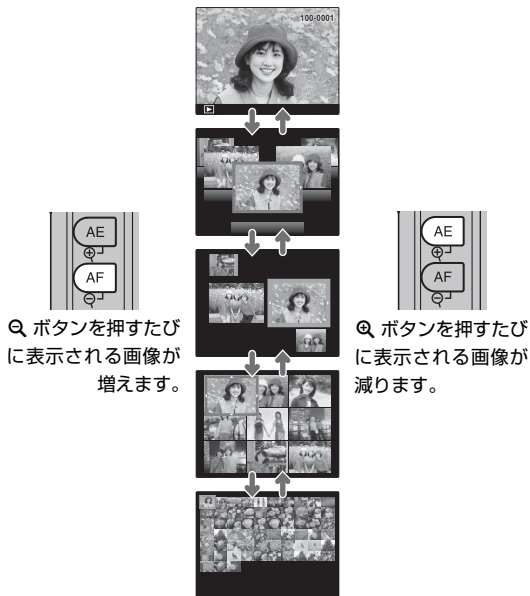 100-0001
AE
AF
ボタンを押すたび
に表示される画像が
増えます。
AE
AF
ボタンを押すたび
に表示される画像が
減ります。